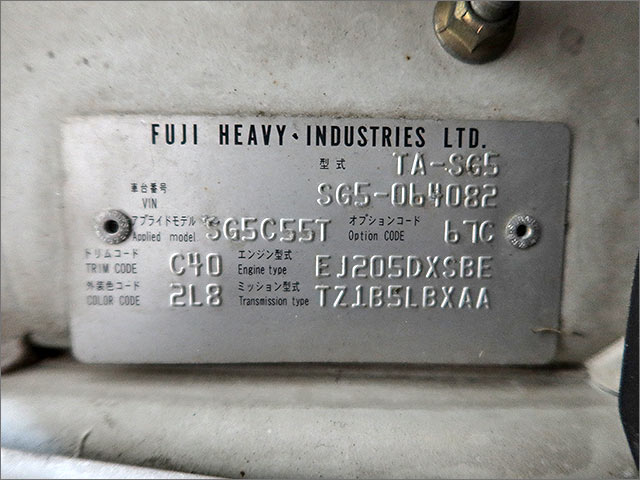 FUJI HEAVY・INDUSTRIES LTD.
型式 TA-SG5
車台番号 VIN SG5-064082
アプライドモデル Applied model SG5C55T オプションコード Option CODE 67C
トリムコード TRIM CODE C40 エンジン型式 Engine type EJ205DXSBE
外装色コード COLOR CODE 2L8 ミッション型式 Transmission type TZ1B5LBXAA